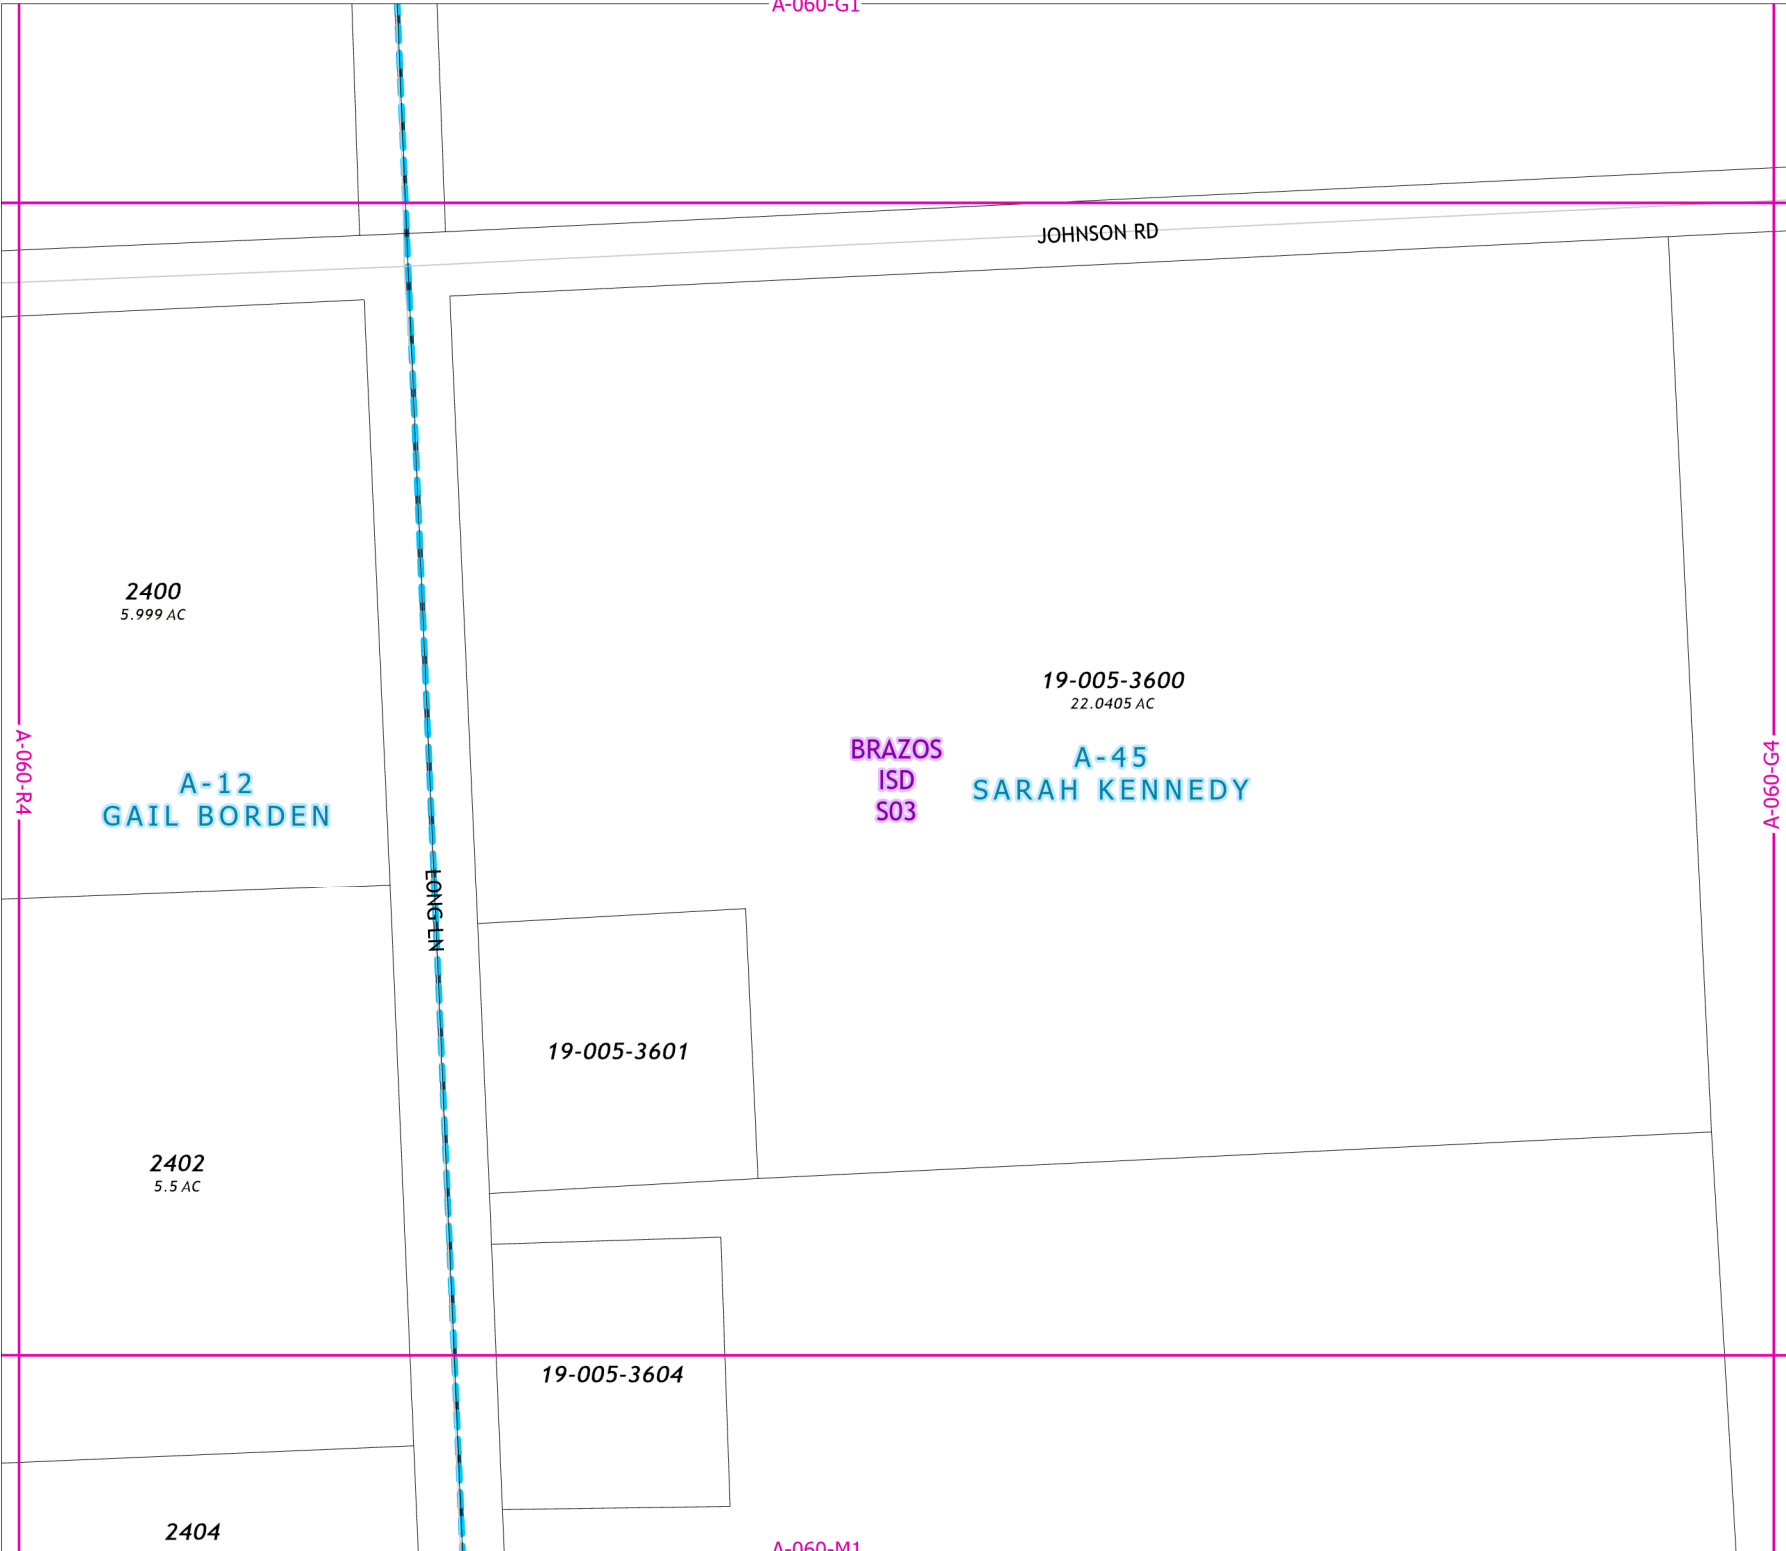 A-060-G1
JOHNSON RD
2400
5.999 AC
19-005-3600
22.0405 AC
A-060-R4
A-060-G4
BRAZOS
ISD
S03
A-45
SARAH KENNEDY
A-12
GAIL BORDEN
LONG LN
19-005-3601
2402
5.5 AC
19-005-3604
2404
A-060-M1